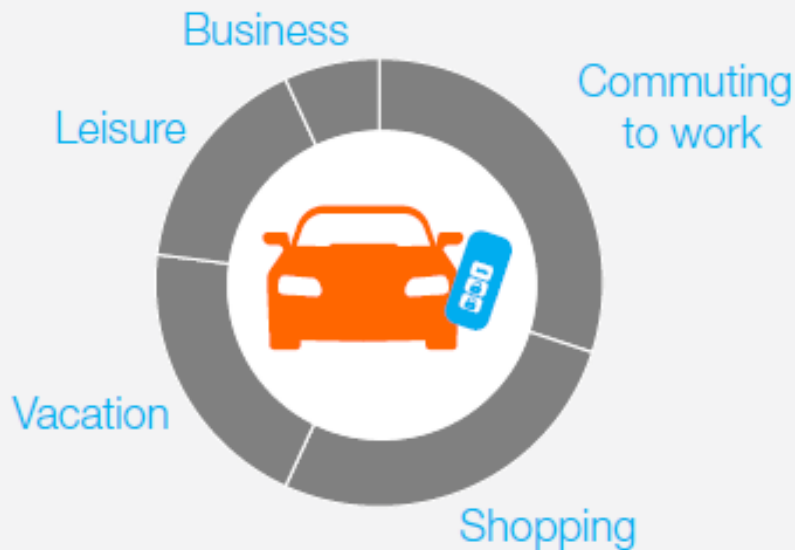 Business
Commuting
to work
Leisure
Vacation
Shopping